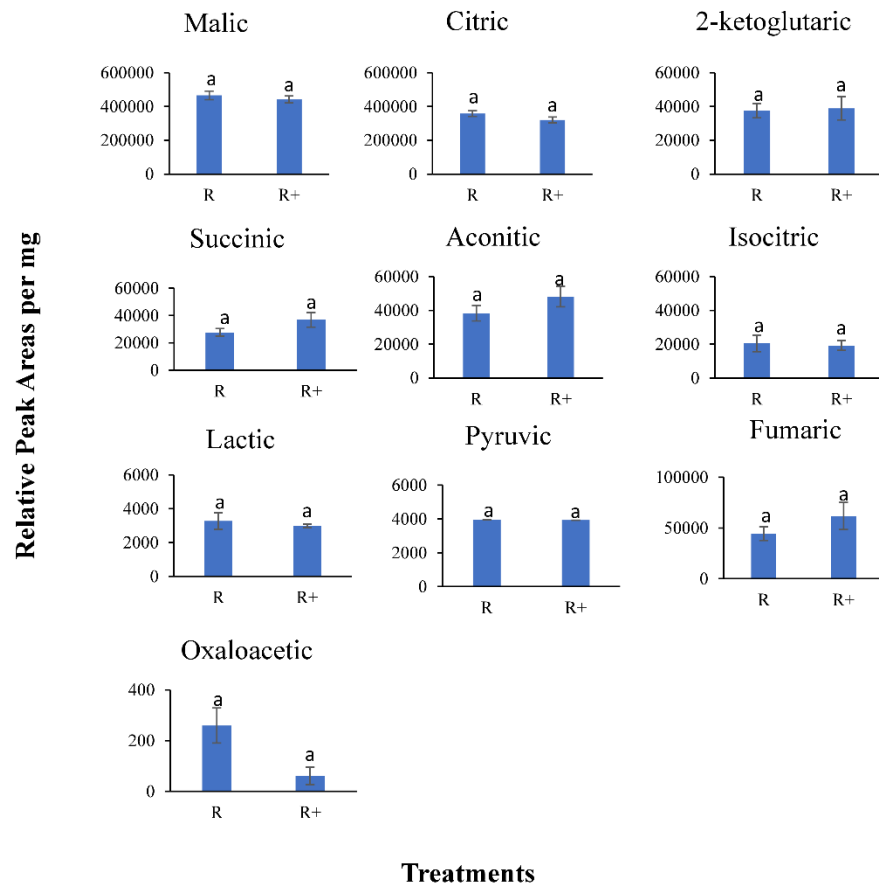 Malic
Citric
2-ketoglutaric
600000
400000
200000
0
a
a
R
R+
600000
400000
200000
0
a
a
R
R+
60000
40000
20000
0
a
a
R
R+
Succinic
Aconitic
Isocitric
60000
40000
20000
0
a
a
R
R+
60000
40000
20000
0
a
a
R
R+
60000
40000
20000
0
a
a
R
R+
Lactic
Pyruvic
Fumaric
6000
4000
2000
0
a
a
R
R+
6000
4000
2000
0
a
a
R
R+
100000
50000
0
a
a
R
R+
Oxaloacetic
400
200
0
a
a
R
R+
Relative Peak Areas per mg
Treatments